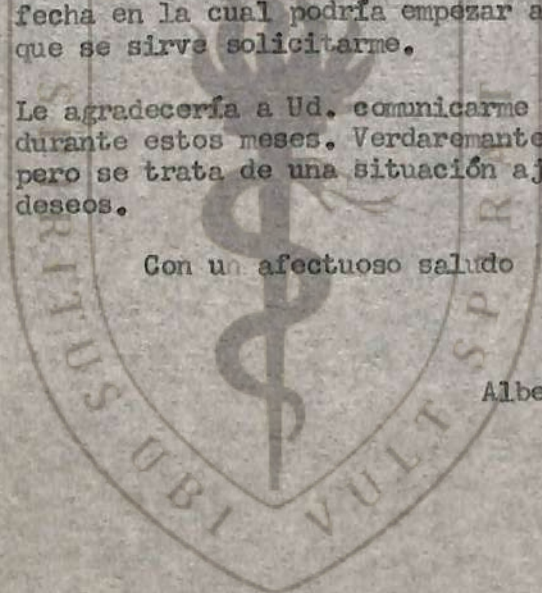 fecha en la cual podría empezar a
que se sirve solicitarme.
Le agradecería a Ud. comunicarme
durante estos meses. Verdaremante
pero se trata de una situación aj
deseos.
Con un afectuoso saludo
Albe
SPIRITUS UBI VULT SPIRAT